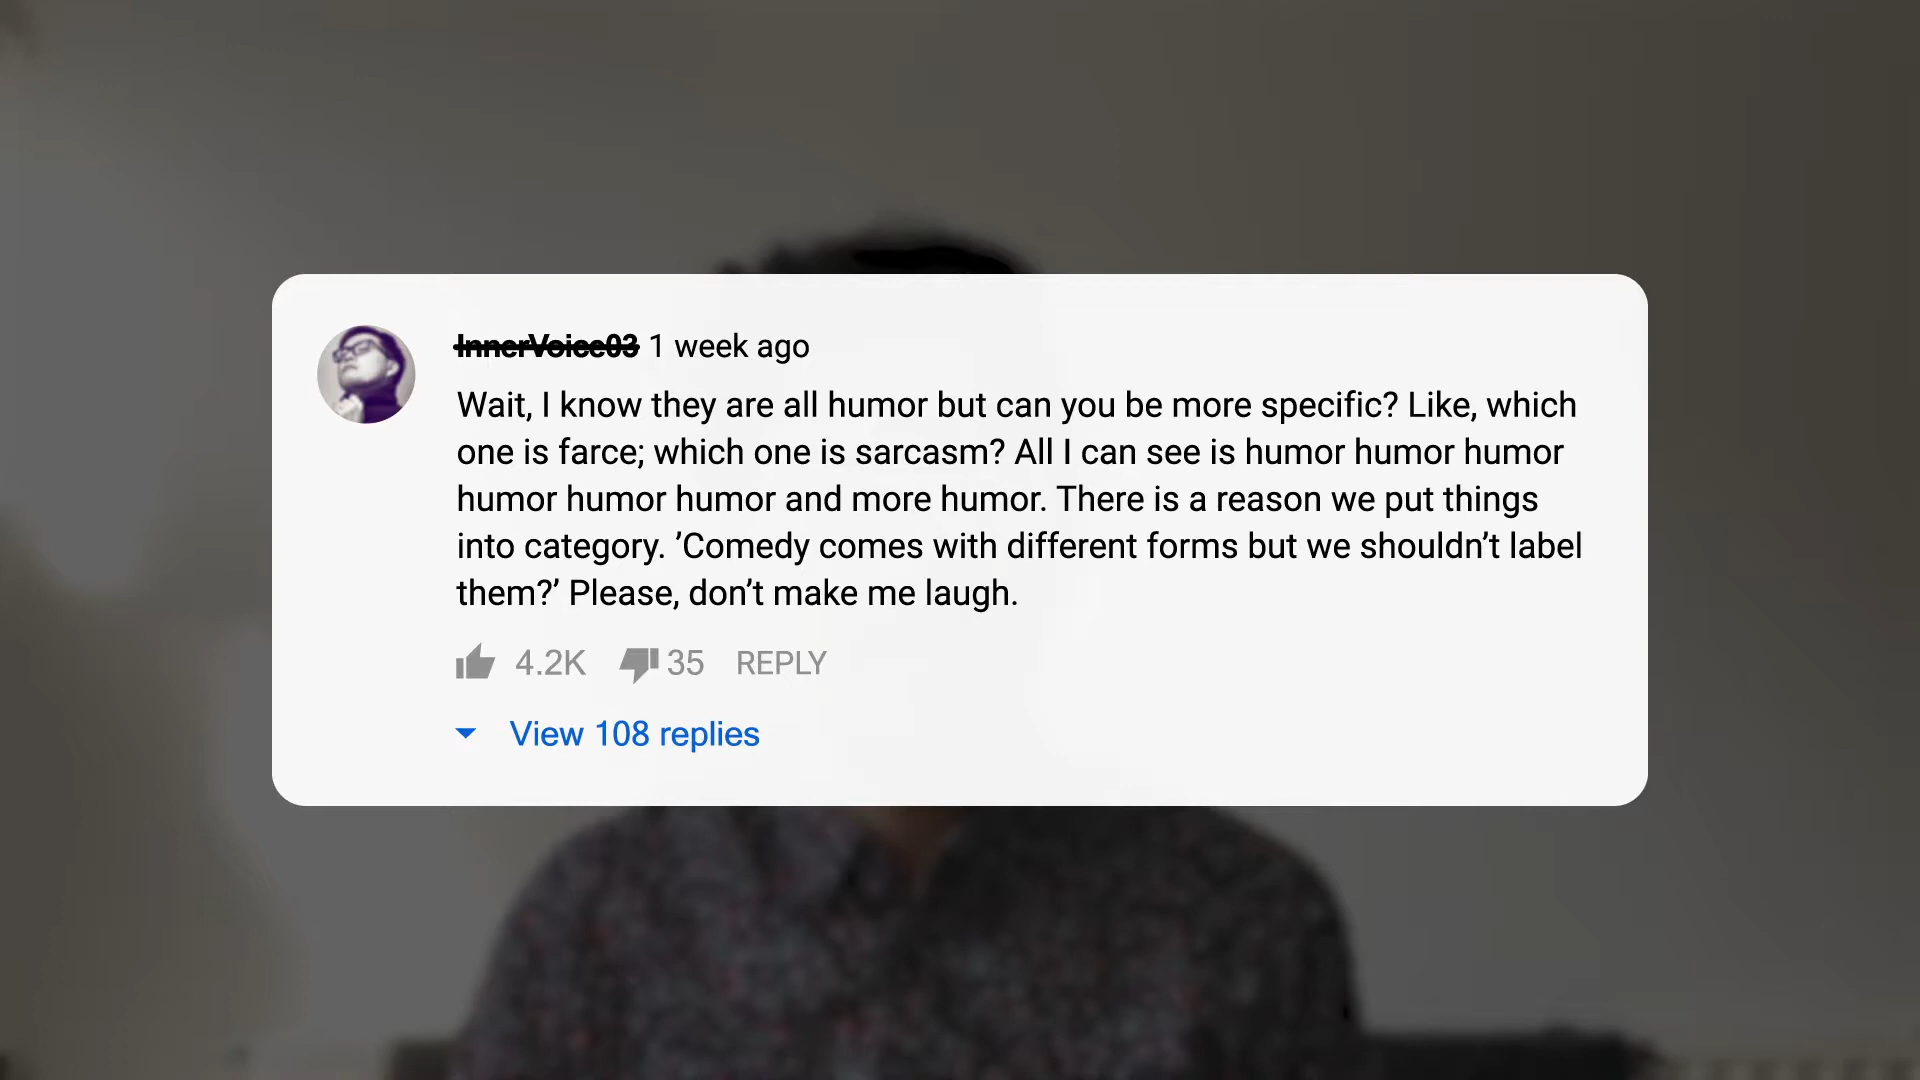 InnerVoice03 1 week ago
Wait, I know they are all humor but can you be more specific? Like, which
one is farce; which one is sarcasm? All I can see is humor humor humor
humor humor humor and more humor. There is a reason we put things
into category. ’Comedy comes with different forms but we shouldn’t label
them?’ Please, don’t make me laugh.
4.2K 35 REPLY
View 108 replies